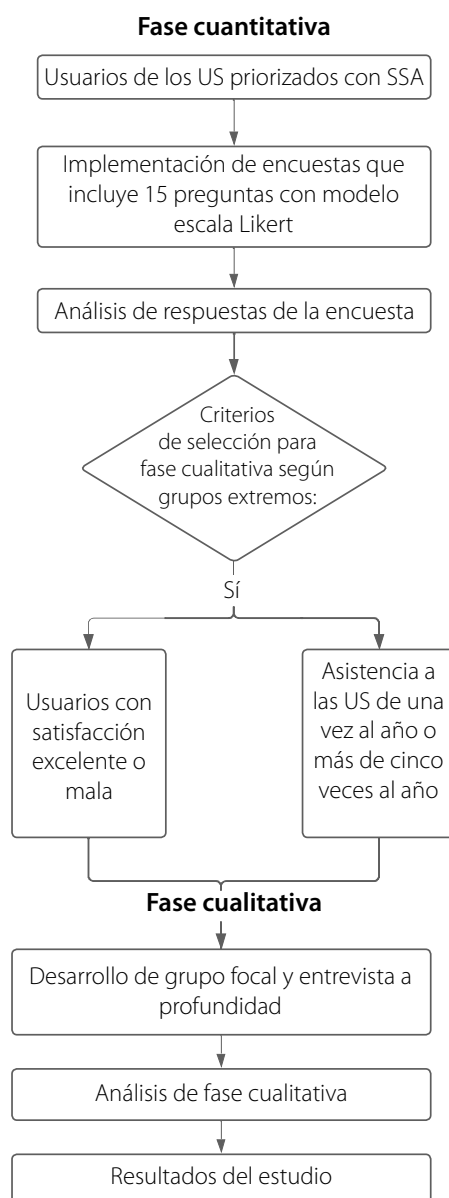 Fase cuantitativa
Usuarios de los US priorizados con SSA
Implementación de encuestas que
incluye 15 preguntas con modelo
escala Likert
Análisis de respuestas de la encuesta
Criterios
de selección para
fase cualitativa según
grupos extremos:
Sí
Usuarios con
satisfacción
excelente o
mala
Asistencia a
las US de una
vez al año o
más de cinco
veces al año
Fase cualitativa
Desarrollo de grupo focal y entrevista a
profundidad
Análisis de fase cualitativa
Resultados del estudio